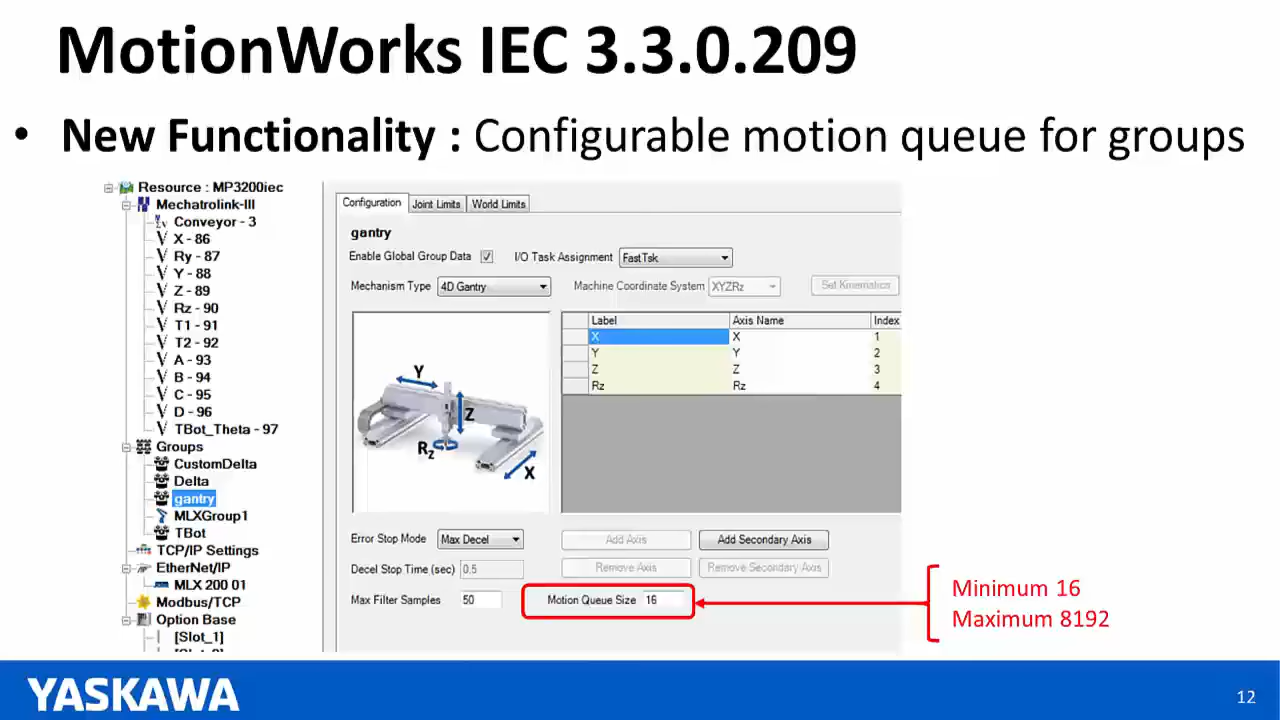 MotionWorks IEC 3.3.0.209
• New Functionality : Configurable motion queue for groups
Resource : MP3200iec
Mechatrolink-III
Conveyor - 3
X - 86
Ry - 87
Y - 88
Z - 89
Rz - 90
T1 - 91
T2 - 92
A - 93
B - 94
C - 95
D - 96
TBot_Theta - 97
Groups
CustomDelta
Delta
gantry
MLXGroup1
TBot
TCP/IP Settings
EtherNet/IP
MLX 200 01
Modbus/TCP
Option Base
[Slot_1]
Configuration Joint Limits World Limits
gantry
Enable Global Group Data I/O Task Assignment FastTsk
Mechanism Type 4D Gantry Machine Coordinate System XYZRz Set Kinematics
Label Axis Name Index
X X 1
Y Y 2
Z Z 3
Rz Rz 4
Y
Z
Rz
X
Error Stop Mode Max Decel Add Axis Add Secondary Axis
Decel Stop Time (sec) 0.5 Remove Axis Remove Secondary Axis
Max Filter Samples 50 Motion Queue Size 16
Minimum 16
Maximum 8192
YASKAWA
12